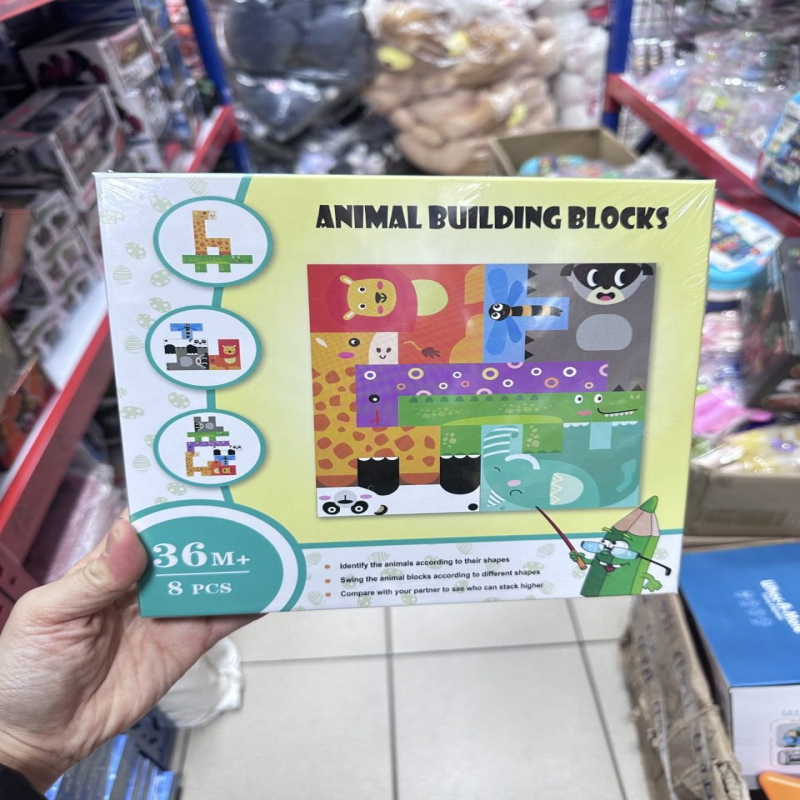 ANIMAL BUILDING BLOCKS
36M+
8 PCS
Identify the animals according to their shapes
Swing the animal blocks according to different shapes
Compare with your partner to see who can stack higher